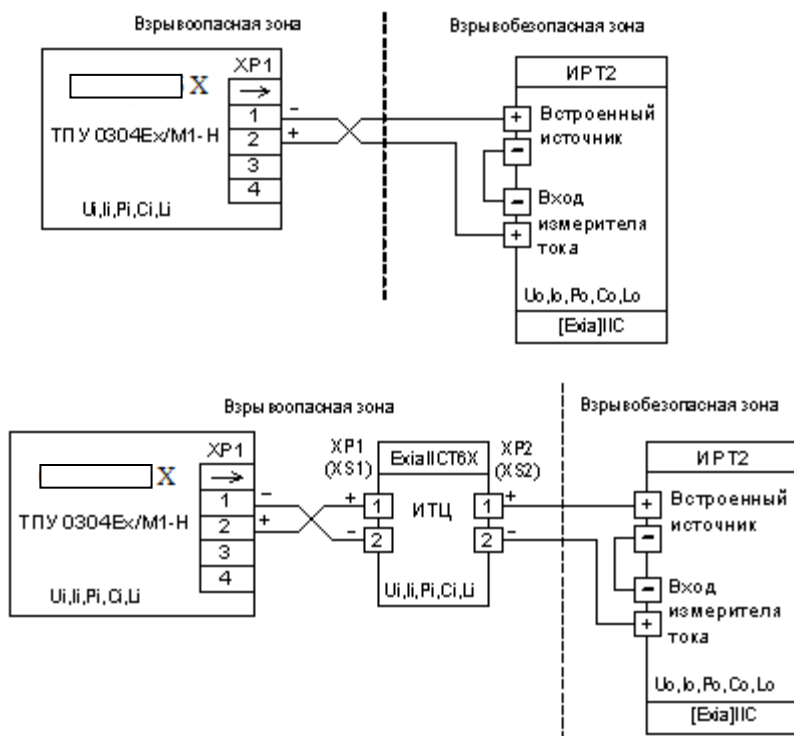 Взрывоопасная зона
Взрывобезопасная зона
XP1
X
ТПУ 0304Ex/М1-Н
→
1
2
3
4
-
+
Ui,Ii,Pi,Ci,Li
ИРТ2
+ Встроенный
источник
-
- Вход
измерителя
+ тока
Uo,Io,Po,Co,Lo
[Exia]IIC
Взрывоопасная зона
Взрывобезопасная зона
XP1
X
ТПУ 0304Ex/М1-Н
→
1
2
3
4
-
+
Ui,Ii,Pi,Ci,Li
XP1
(XS1)
+
-
ExiaIICT6X
1
2
ИТЦ
1
2
Ui,Ii,Pi,Ci,Li
XP2
(XS2)
+
-
ИРТ2
+ Встроенный
источник
-
- Вход
измерителя
+ тока
Uo,Io,Po,Co,Lo
[Exia]IIC